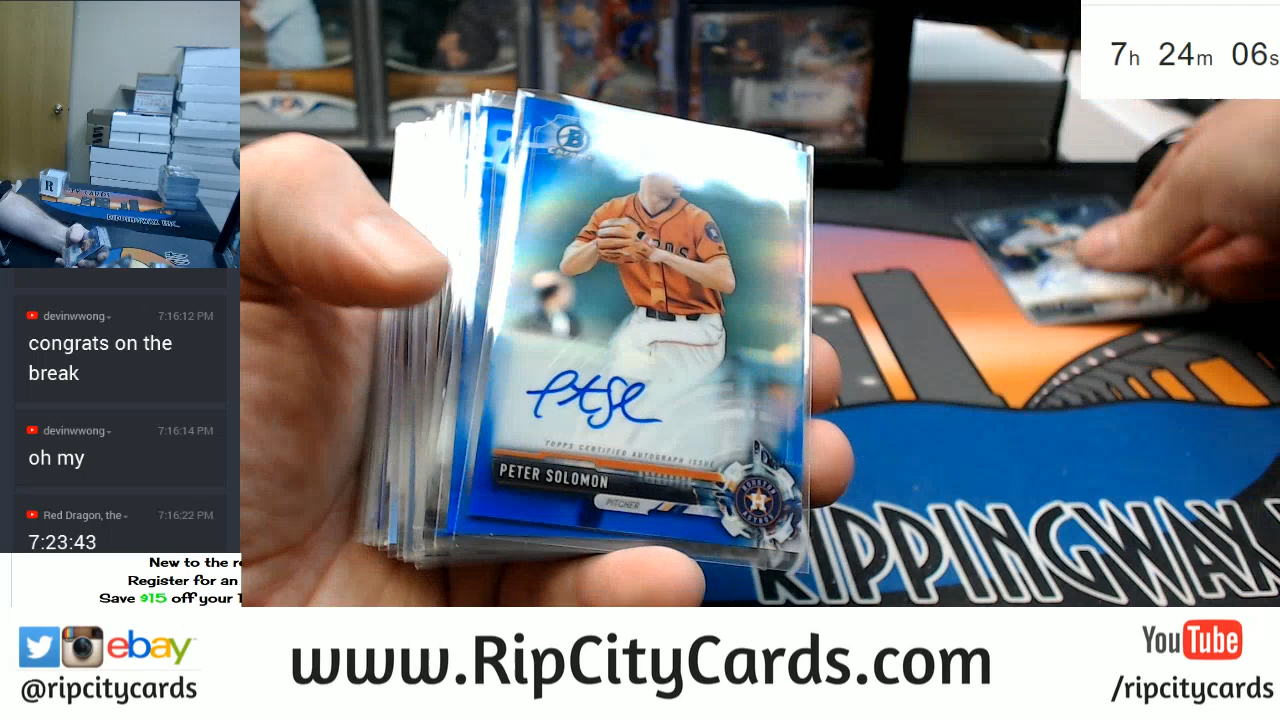 7h 24m 06s
devinwwong
7:16:12 PM
congrats on the
break
devinwwong
7:16:14 PM
oh my
Red Dragon, the
7:16:22 PM
7:23:43
New to the r
Register for an
Save $15 off your
R
B
TOPPS CERTIFIED AUTOGRAPH ISSUE
PETER SOLOMON
PITCHER
HOUSTON
ASTROS
RIPPINGWAX
ebay
@ripcitycards
www.RipCityCards.com
YouTube
/ripcitycards